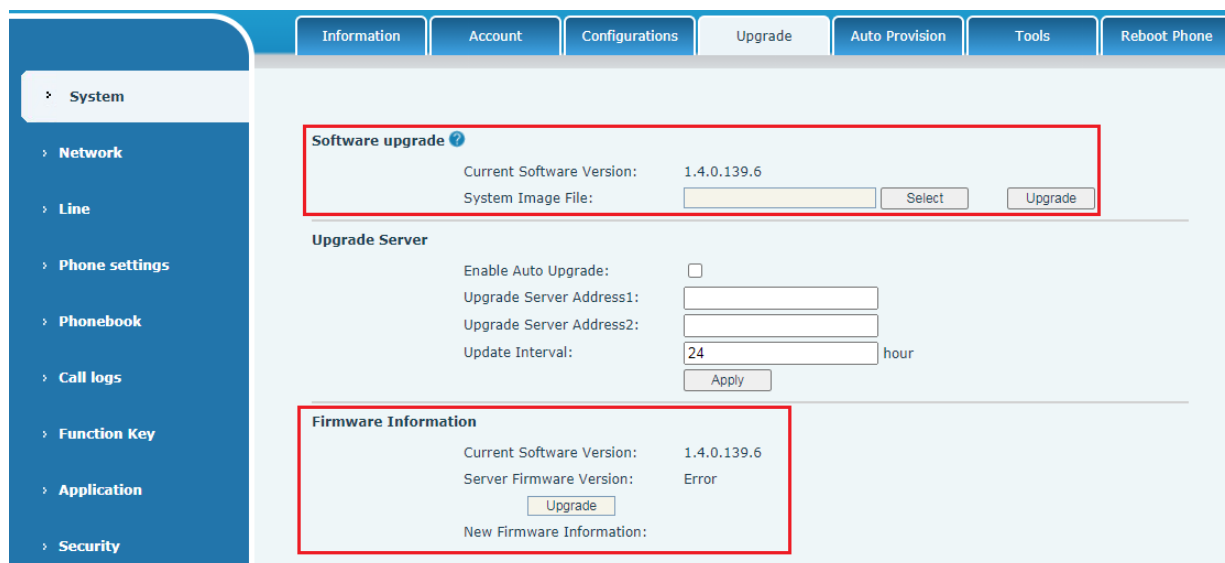 Information Account Configurations Upgrade Auto Provision Tools Reboot Phone
System
Network
Line
Phone settings
Phonebook
Call logs
Function Key
Application
Security
Software upgrade ?
Current Software Version: 1.4.0.139.6
System Image File: Select Upgrade
Upgrade Server
Enable Auto Upgrade:
Upgrade Server Address1:
Upgrade Server Address2:
Update Interval: 24 hour
Apply
Firmware Information
Current Software Version: 1.4.0.139.6
Server Firmware Version: Error
Upgrade
New Firmware Information: